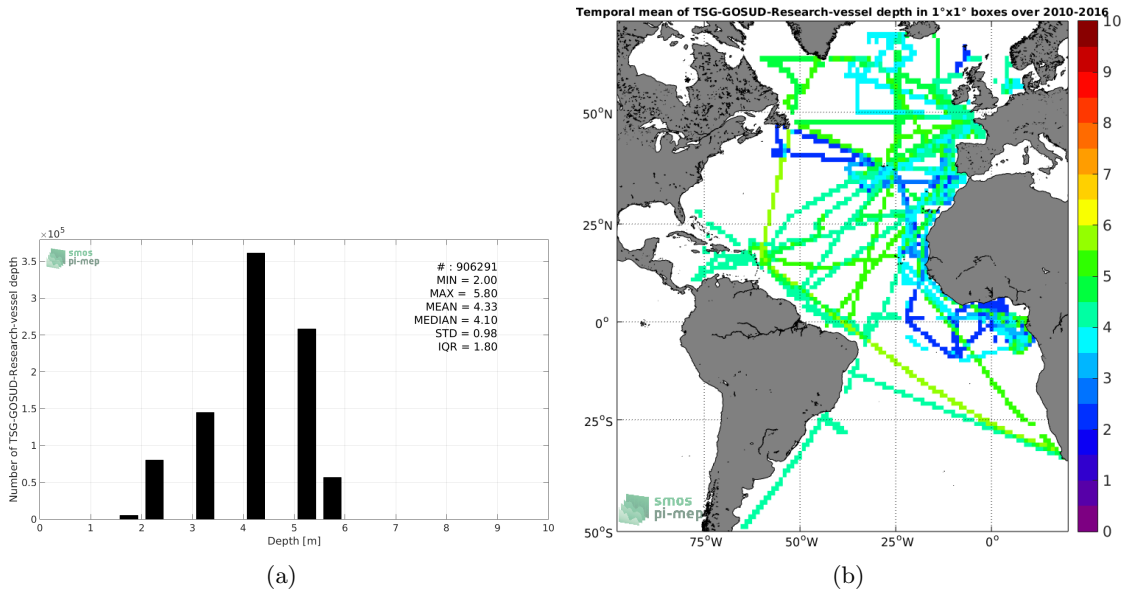 Temporal mean of TSG-GOSUD-Research-vessel depth in 1°x1° boxes over 2010-2016
×10⁵
smos
pi-mep
# : 906291
MIN = 2.00
MAX = 5.80
MEAN = 4.33
MEDIAN = 4.10
STD = 0.98
IQR = 1.80
Number of TSG-GOSUD-Research-vessel depth
3.5
3
2.5
2
1.5
1
0.5
0
0 1 2 3 4 5 6 7 8 9 10
Depth [m]
(a)
50°N
25°N
0°
25°S
50°S
75°W 50°W 25°W 0°
smos
pi-mep
10
9
8
7
6
5
4
3
2
1
0
(b)